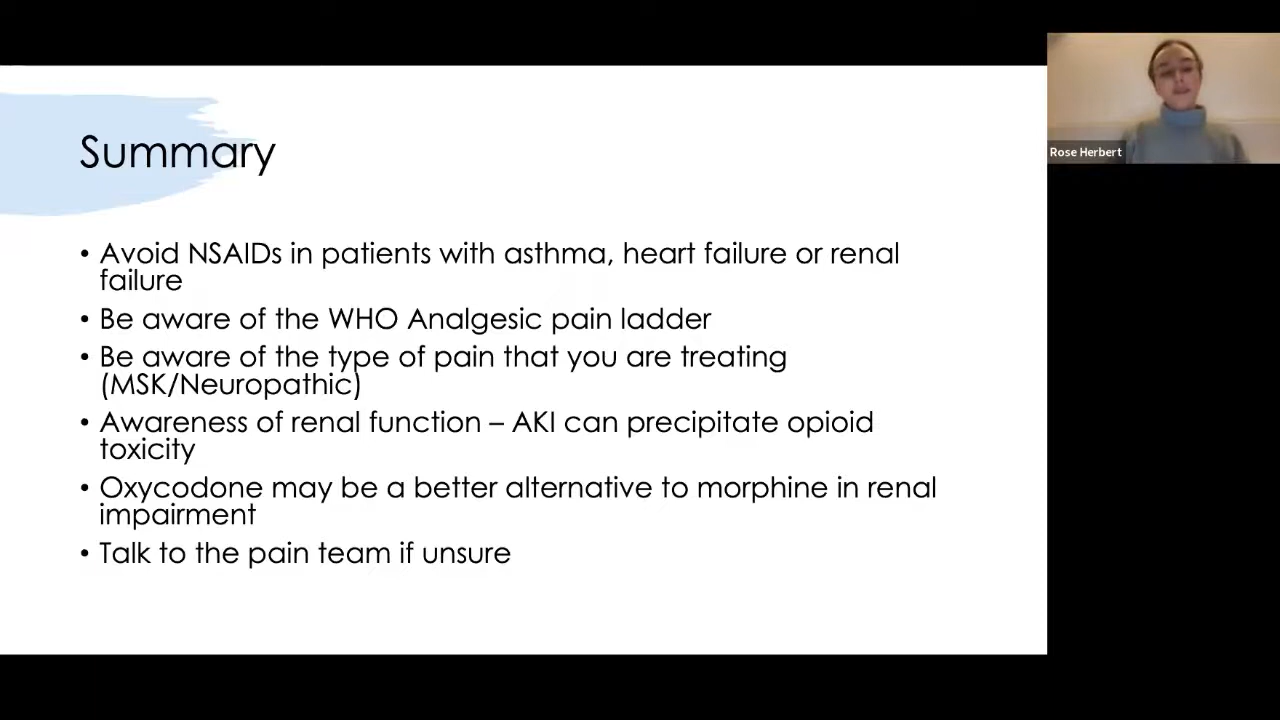 Summary
• Avoid NSAIDs in patients with asthma, heart failure or renal
failure
• Be aware of the WHO Analgesic pain ladder
• Be aware of the type of pain that you are treating
(MSK/Neuropathic)
• Awareness of renal function – AKI can precipitate opioid
toxicity
• Oxycodone may be a better alternative to morphine in renal
impairment
• Talk to the pain team if unsure
Rose Herbert